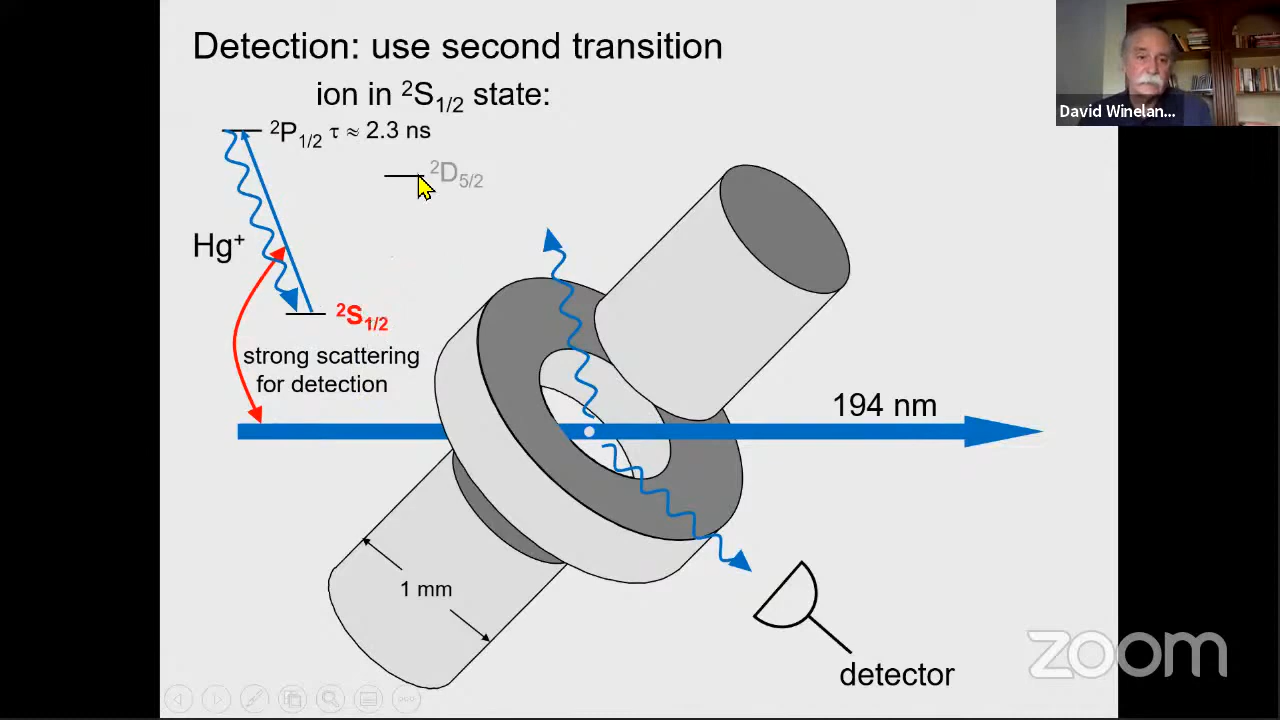 Detection: use second transition
ion in ²S₁/₂ state:
²P₁/₂ τ ≈ 2.3 ns
²D₅/₂
Hg⁺
²S₁/₂
strong scattering
for detection
194 nm
1 mm
detector
David Winelan...
zoom